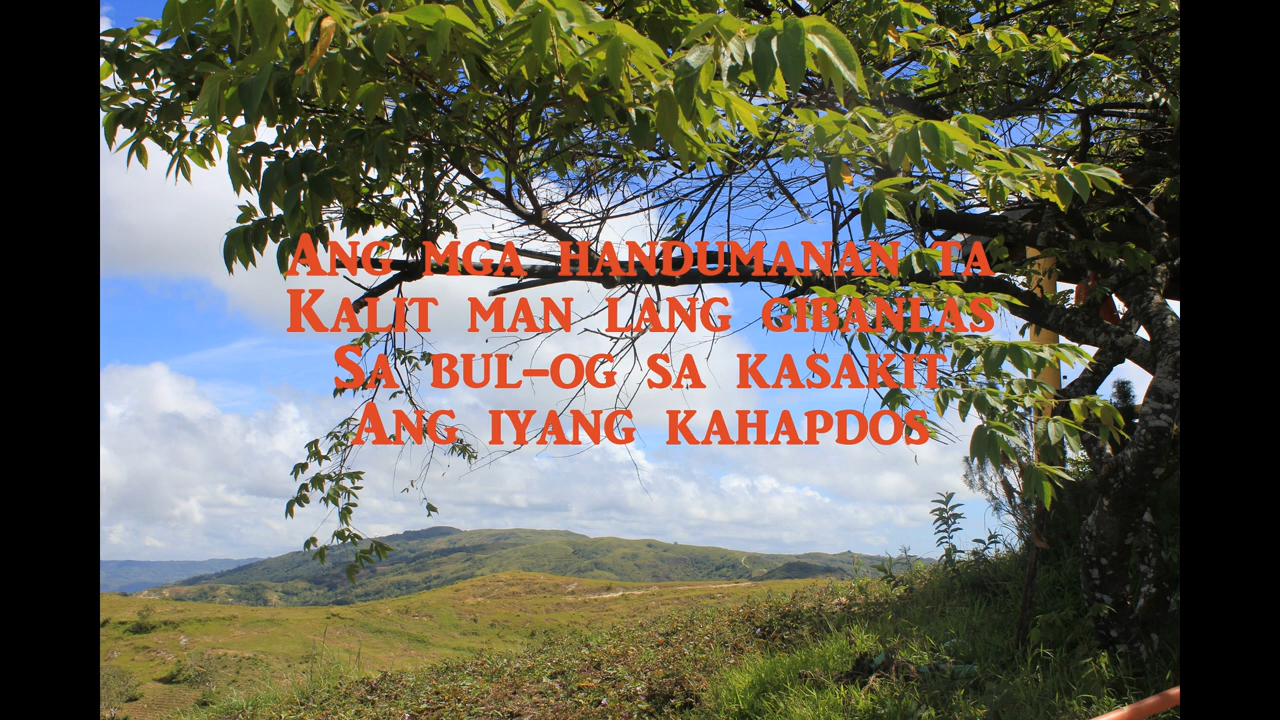 Ang mga handumanan ta
Kalit man lang gibanlas
Sa bul-og sa kasakit
Ang iyang kahapdos